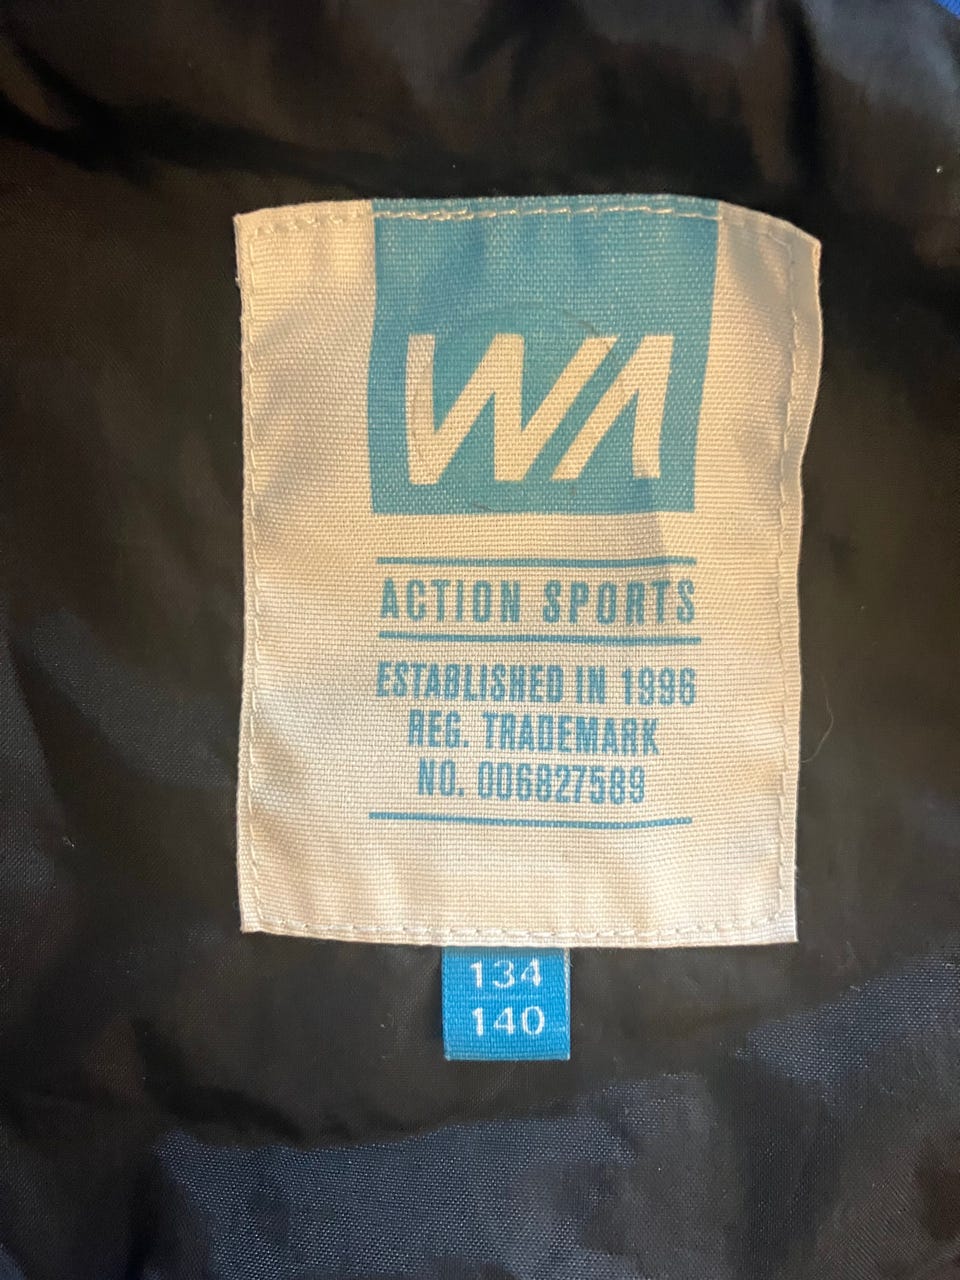 WA
ACTION SPORTS
ESTABLISHED IN 1996
REG. TRADEMARK
NO. 006827589
134
140